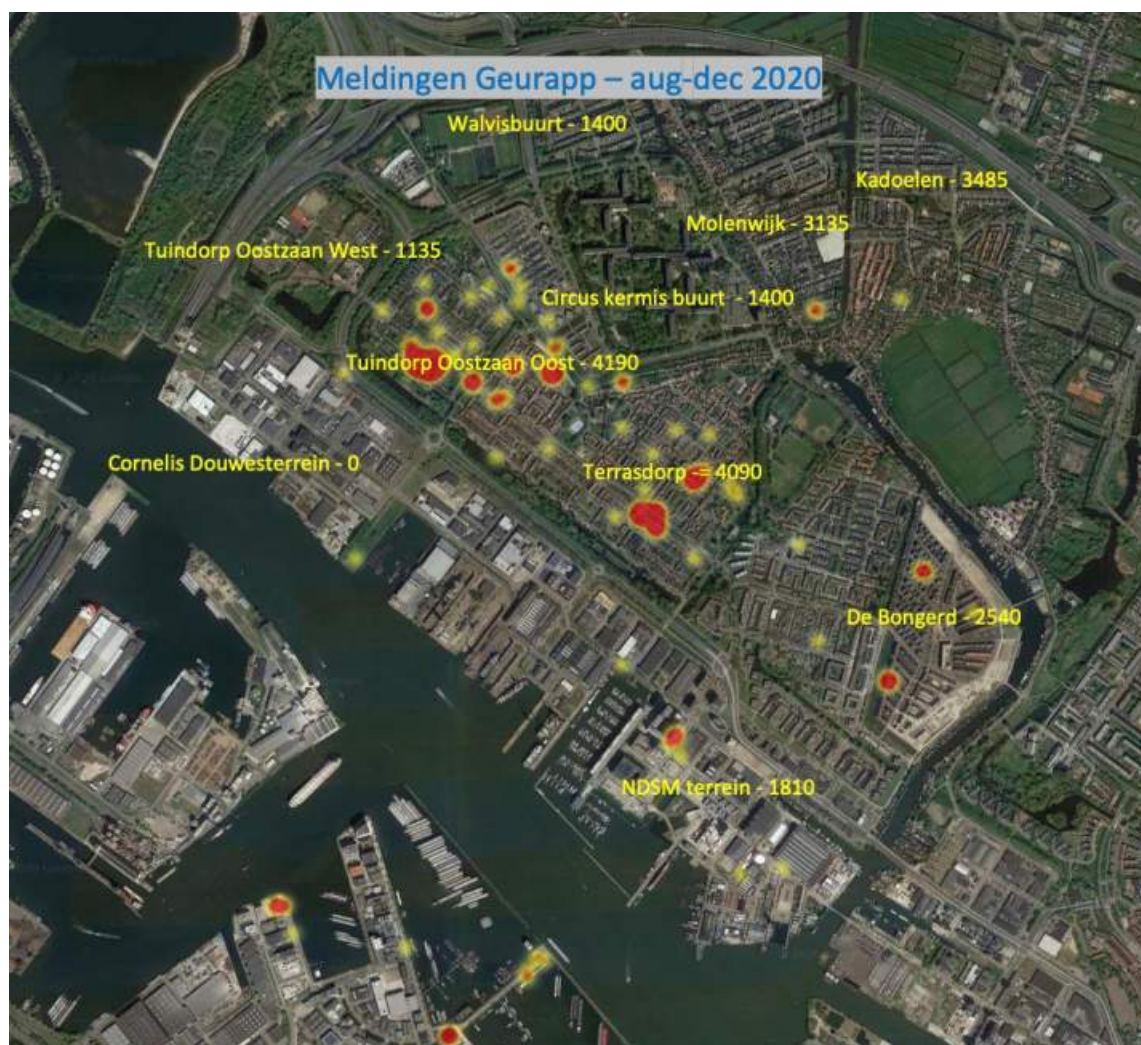 Meldingen Geurapp – aug-dec 2020
Walvisbuurt - 1400
Kadoelen - 3485
Molenwijk - 3135
Tuindorp Oostzaan West - 1135
Circus kermis buurt - 1400
Tuindorp Oostzaan Oost - 4190
Cornelis Douwesterrein - 0
Terrasdorp -= 4090
De Bongerd - 2540
NDSM terrein - 1810